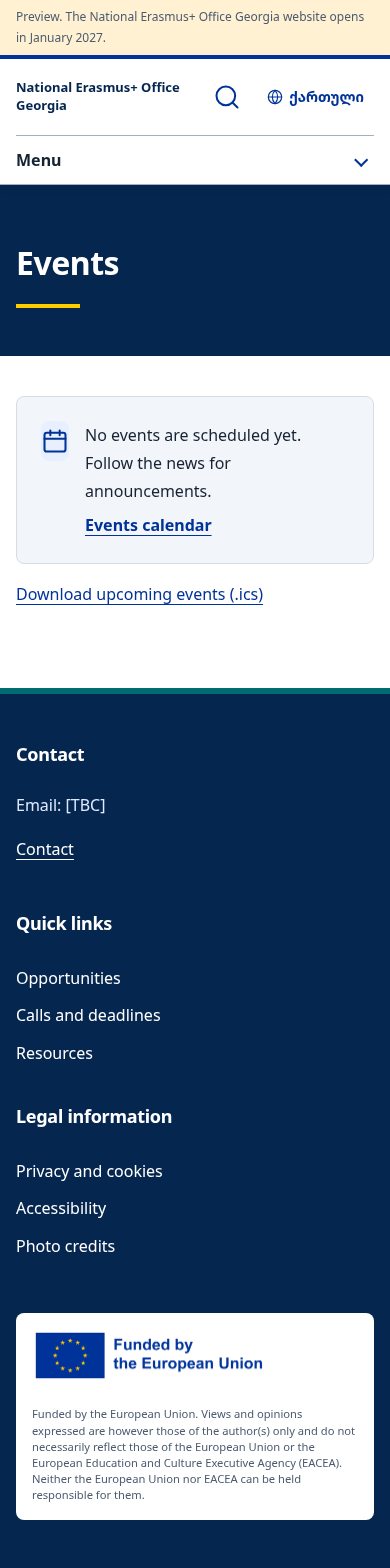 Preview. The National Erasmus+ Office Georgia website opens
in January 2027.
National Erasmus+ Office
Georgia
ქართული
Menu
Events
No events are scheduled yet.
Follow the news for
announcements.
Events calendar
Download upcoming events (.ics)
Contact
Email: [TBC]
Contact
Quick links
Opportunities
Calls and deadlines
Resources
Legal information
Privacy and cookies
Accessibility
Photo credits
Funded by
the European Union
Funded by the European Union. Views and opinions
expressed are however those of the author(s) only and do not
necessarily reflect those of the European Union or the
European Education and Culture Executive Agency (EACEA).
Neither the European Union nor EACEA can be held
responsible for them.